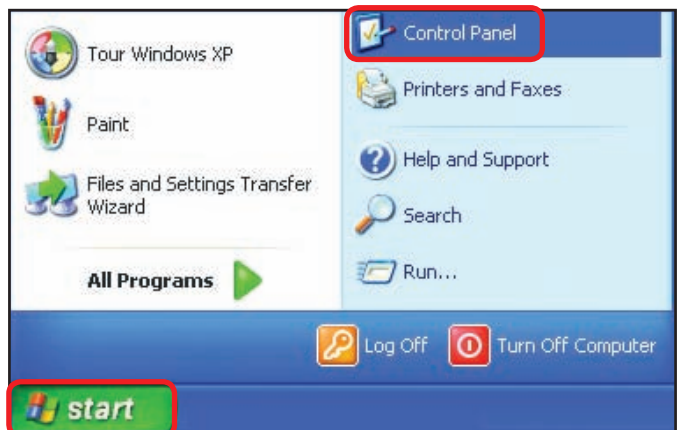 Tour Windows XP
Paint
Files and Settings Transfer
Wizard
All Programs
Control Panel
Printers and Faxes
Help and Support
Search
Run...
Log Off
Turn Off Computer
start